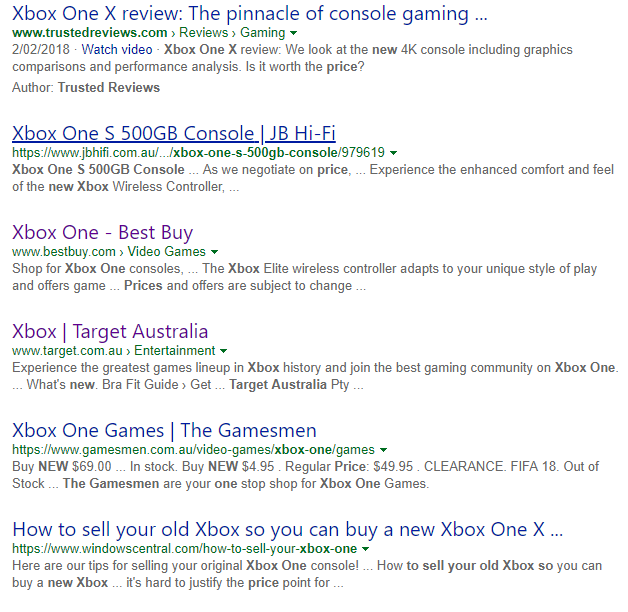 Xbox One X review: The pinnacle of console gaming ...
www.trustedreviews.com › Reviews › Gaming
2/02/2018 · Watch video · Xbox One X review: We look at the new 4K console including graphics
comparisons and performance analysis. Is it worth the price?
Author: Trusted Reviews
Xbox One S 500GB Console | JB Hi-Fi
https://www.jbhifi.com.au/.../xbox-one-s-500gb-console/979619
Xbox One S 500GB Console ... As we negotiate on price, ... Experience the enhanced comfort and feel
of the new Xbox Wireless Controller, ...
Xbox One - Best Buy
www.bestbuy.com › Video Games
Shop for Xbox One consoles, ... The Xbox Elite wireless controller adapts to your unique style of play
and offers game ... Prices and offers are subject to change ...
Xbox | Target Australia
www.target.com.au › Entertainment
Experience the greatest games lineup in Xbox history and join the best gaming community on Xbox One.
... What's new. Bra Fit Guide › Get ... Target Australia Pty ...
Xbox One Games | The Gamesmen
https://www.gamesmen.com.au/video-games/xbox-one/games
Buy NEW $69.00 ... In stock. Buy NEW $4.95 . Regular Price: $49.95 . CLEARANCE. FIFA 18. Out of
Stock ... The Gamesmen are your one stop shop for Xbox One Games.
How to sell your old Xbox so you can buy a new Xbox One X ...
https://www.windowscentral.com/how-to-sell-your-xbox-one
Here are our tips for selling your original Xbox One console! ... How to sell your old Xbox so you can
buy a new Xbox ... it's hard to justify the price point for ...